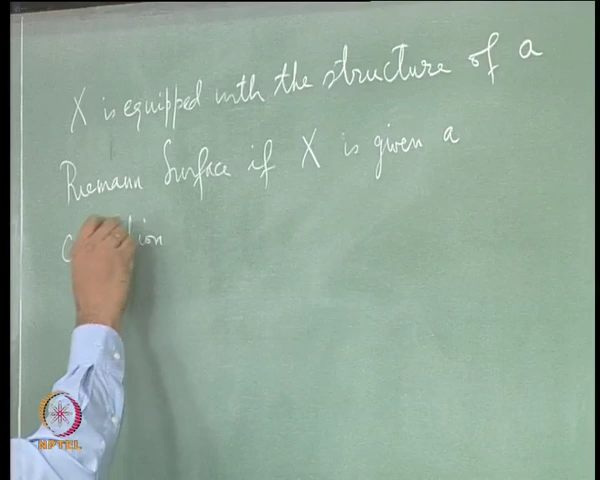 X is equipped with the structure of a
Riemann Surface if X is given a
NPTEL